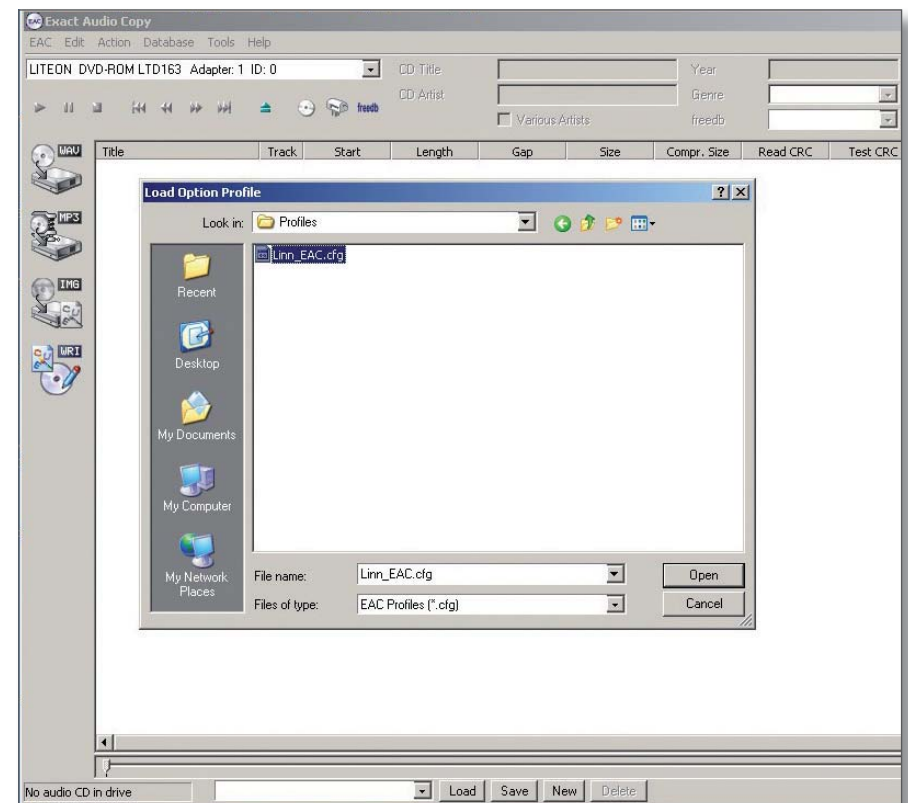 EAC Exact Audio Copy
EAC Edit Action Database Tools Help
LITEON DVD-ROM LTD163 Adapter: 1 ID: 0
CD Title
Year
CD Artist
Genre
freedb
Various Artists
freedb
WAV
Title Track Start Length Gap Size Compr. Size Read CRC Test CRC
MP3
IMG
WRI
Load Option Profile
Look in: Profiles
Linn_EAC.cfg
Recent
Desktop
My Documents
My Computer
My Network
Places
File name: Linn_EAC.cfg Open
Files of type: EAC Profiles (*.cfg) Cancel
No audio CD in drive Load Save New Delete